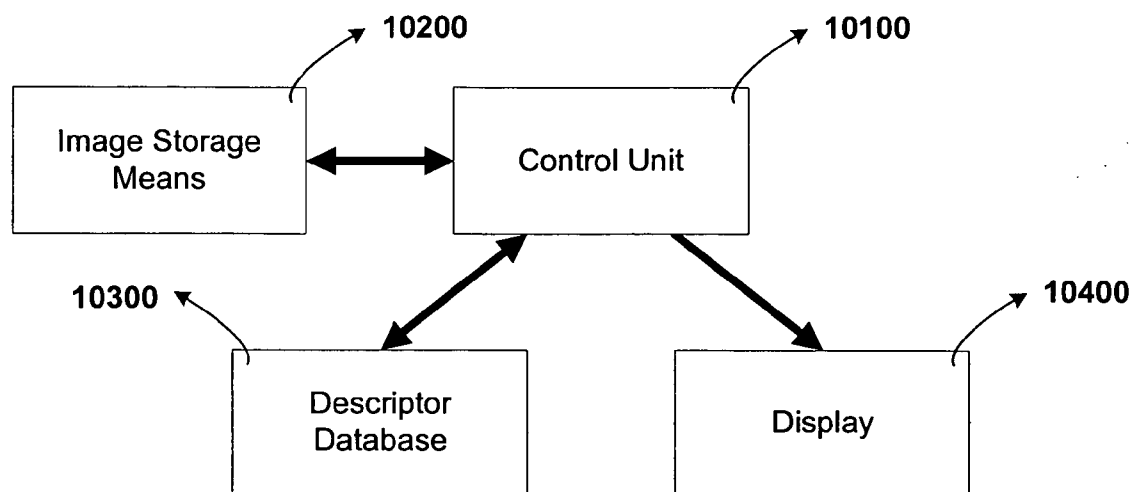 10200
10100
Image Storage
Means
Control Unit
10300
10400
Descriptor
Database
Display